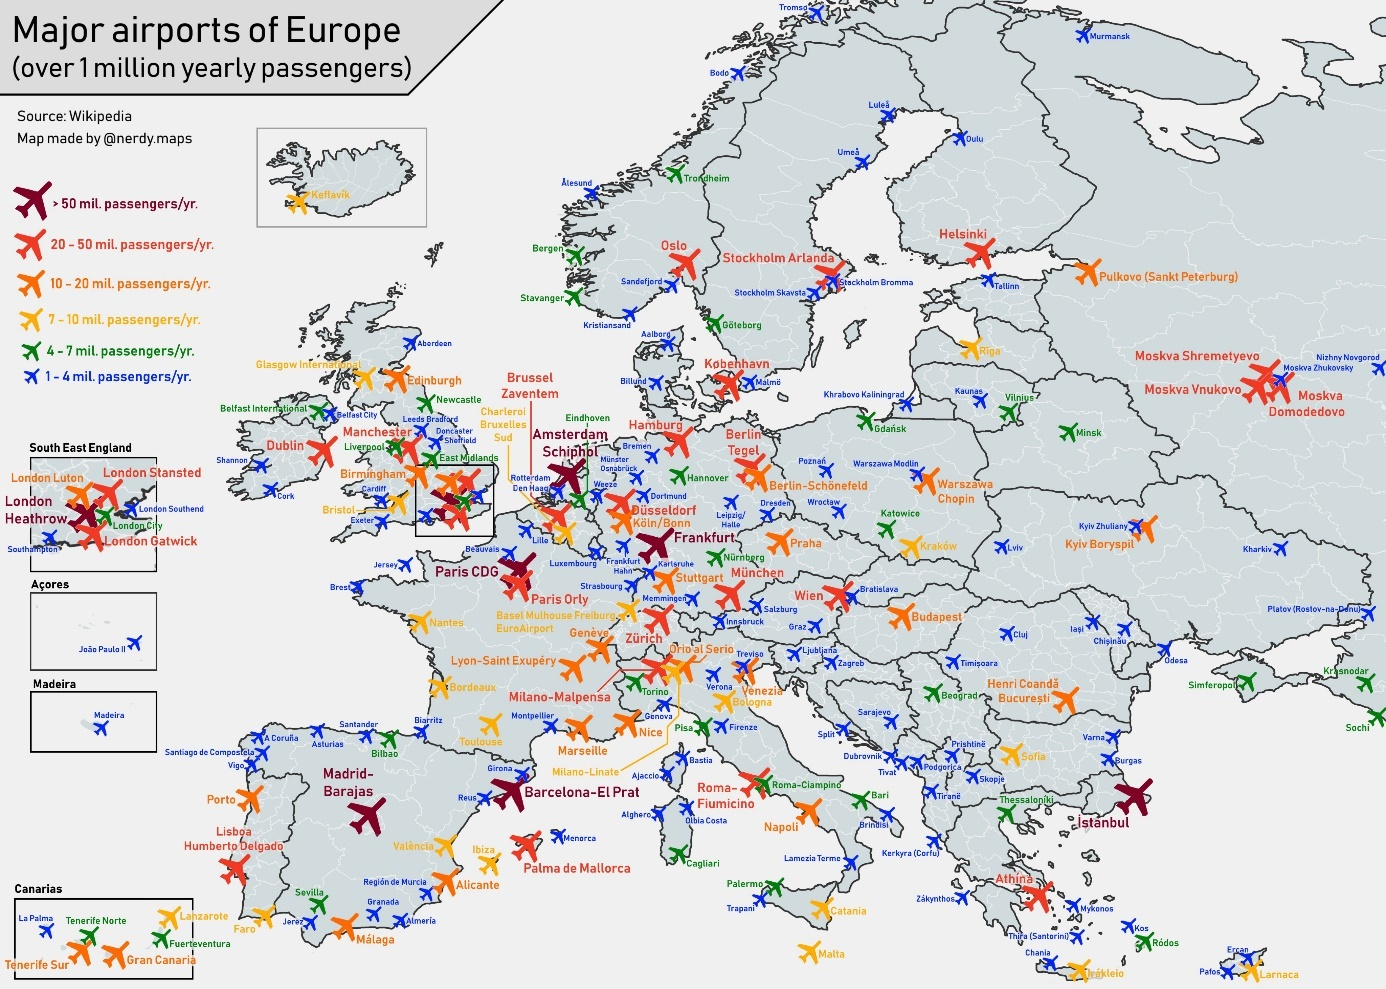 Major airports of Europe
(over 1 million yearly passengers)
Source: Wikipedia
Map made by @nerdy.maps
> 50 mil. passengers/yr.
20 - 50 mil. passengers/yr.
10 - 20 mil. passengers/yr.
7 - 10 mil. passengers/yr.
4 - 7 mil. passengers/yr.
1 - 4 mil. passengers/yr.
Keflavík
Tromsø
Murmansk
Bodø
Luleå
Oulu
Umeå
Trondheim
Ålesund
Bergen
Oslo
Stockholm Arlanda
Helsinki
Sandefjord
Stockholm Skavsta
Stockholm Bromma
Tallinn
Pulkovo (Sankt Peterburg)
Stavanger
Kristiansand
Göteborg
Aalborg
Aberdeen
Rīga
Moskva Shremetyevo
Nizhny Novgorod
Moskva Zhukovsky
Moskva Vnukovo
Moskva
Domodedovo
Glasgow International
Edinburgh
København
Billund
Malmö
Brussel
Zaventem
Khrabovo Kaliningrad
Kaunas
Vilnius
Newcastle
Belfast International
Belfast City
Charleroi
Bruxelles
Sud
Eindhoven
Gdańsk
Minsk
Leeds Bradford
Doncaster
Sheffield
Manchester
Liverpool
Dublin
East Midlands
Amsterdam
Schiphol
Hamburg
Bremen
Berlin
Tegel
Shannon
Cork
Birmingham
Cardiff
Bristol
Exeter
Rotterdam
Den Haag
Münster
Osnabrück
Weeze
Dortmund
Hannover
Berlin-Schönefeld
Poznań
Warszawa Modlin
Warszawa
Chopin
Düsseldorf
Köln/Bonn
Leipzig/
Halle
Dresden
Wrocław
Katowice
Kraków
Kyiv Zhuliany
Kyiv Boryspil
Lviv
Kharkiv
Lille
Beauvais
Luxembourg
Frankfurt
Frankfurt
Hahn
Praha
Nürnberg
Jersey
Brest
Paris CDG
Paris Orly
Karlsruhe
Strasbourg
Stuttgart
Memmingen
München
Salzburg
Wien
Bratislava
Budapest
Platov (Rostov-na-Donu)
Nantes
Basel Mulhouse Freiburg
EuroAirport
Zürich
Innsbruck
Graz
Cluj
Iași
Chișinău
Odesa
Genève
Lyon-Saint Exupéry
Orio al Serio
Treviso
Ljubljana
Zagreb
Timișoara
Milano-Malpensa
Torino
Verona
Venezia
Bologna
Beograd
Henri Coandă
București
Simferopol
Krasnodar
Sochi
Bordeaux
Toulouse
Montpellier
Marseille
Nice
Genova
Pisa
Firenze
Milano-Linate
Split
Sarajevo
Dubrovnik
Tivat
Podgorica
Prishtinë
Skopje
Sofia
Varna
Burgas
Tiranë
Thessaloníki
İstanbul
A Coruña
Asturias
Santander
Bilbao
Biarritz
Santiago de Compostela
Vigo
Porto
Madrid-
Barajas
Girona
Reus
Barcelona-El Prat
Bastia
Ajaccio
Alghero
Olbia Costa
Cagliari
Roma-
Fiumicino
Roma-Ciampino
Napoli
Bari
Brindisi
Kerkyra (Corfu)
Lisboa
Humberto Delgado
València
Ibiza
Menorca
Palma de Mallorca
Lamezia Terme
Región de Murcia
Alicante
Sevilla
Granada
Faro
Jerez
Málaga
Almería
Palermo
Trapani
Catania
Malta
Athína
Zákynthos
Mykonos
Thira (Santorini)
Kos
Ródos
Chania
Irákleio
Ercan
Pafos
Larnaca
South East England
London Luton
London Stansted
London
Heathrow
London Southend
London City
London Gatwick
Southampton
Açores
João Paulo II
Madeira
Madeira
Canarias
La Palma
Tenerife Norte
Lanzarote
Fuerteventura
Tenerife Sur
Gran Canaria